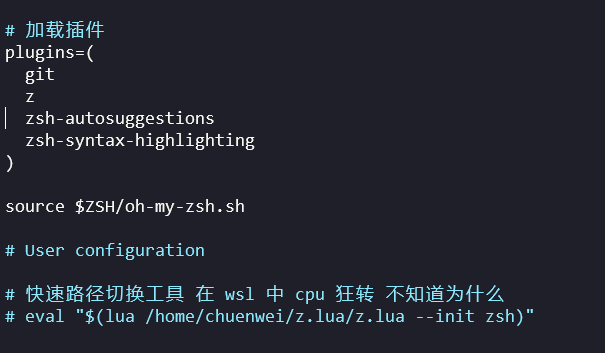 # 加载插件
plugins=(
  git
  z
  zsh-autosuggestions
  zsh-syntax-highlighting
)
source $ZSH/oh-my-zsh.sh
# User configuration
# 快速路径切换工具 在 wsl 中 cpu 狂转 不知道为什么
# eval "$(lua /home/chuenwei/z.lua/z.lua --init zsh)"